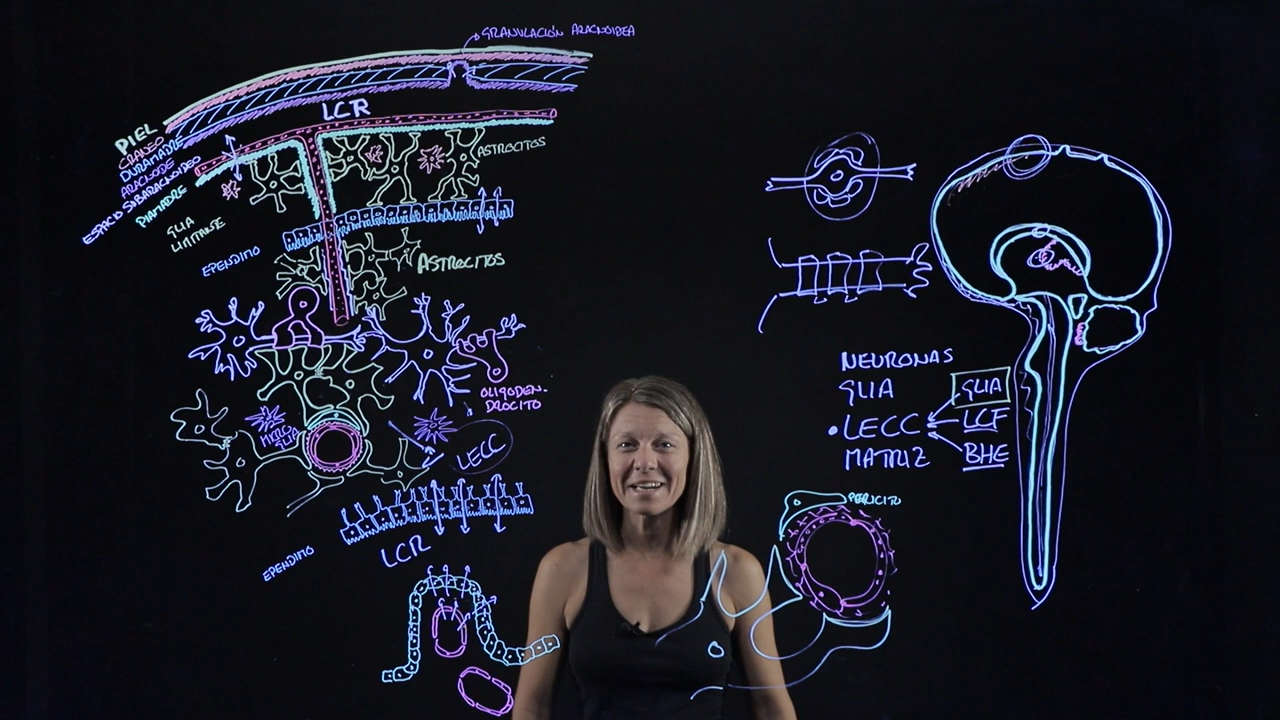 GRANULACIÓN ARACNOIDEA
LCR
PIEL
CRANEO
DURAMADRE
ARACNOIDE
ESPACIO SUBARACNOIDEO
PIAMADRE
GLIA
LIMITANTE
ASTROCITOS
EPENDIMO
ASTROCITOS
OLIGODEN-
DROCITO
MICRO
GLIA
LECC
EPENDIMO
LCR
NEURONAS
GLIA
LECC
MATRIZ
GLIA
LCF
BHE
PERICITO